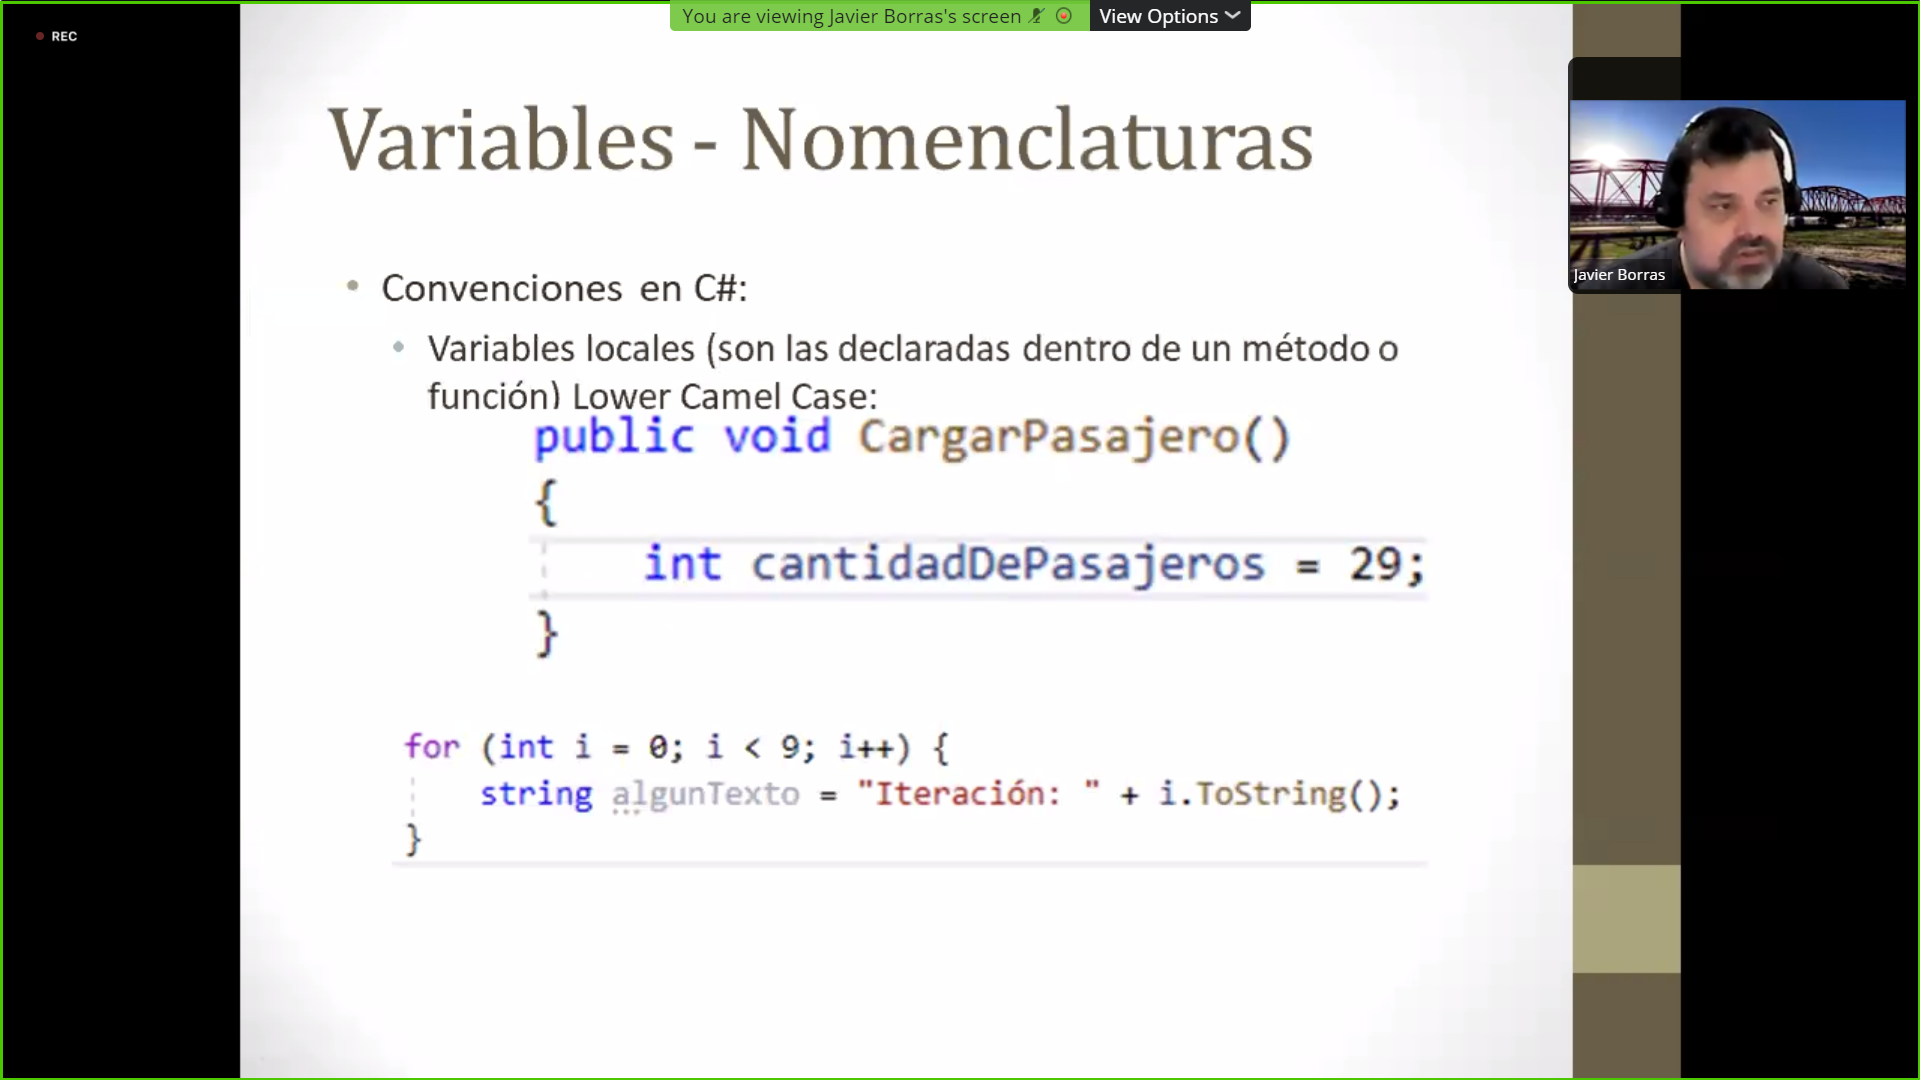 You are viewing Javier Borras's screen
View Options
REC
Variables - Nomenclaturas
• Convenciones en C#:
• Variables locales (son las declaradas dentro de un método o
función) Lower Camel Case:
public void CargarPasajero()
{
int cantidadDePasajeros = 29;
}
for (int i = 0; i < 9; i++) {
string algunTexto = "Iteración: " + i.ToString();
}
Javier Borras